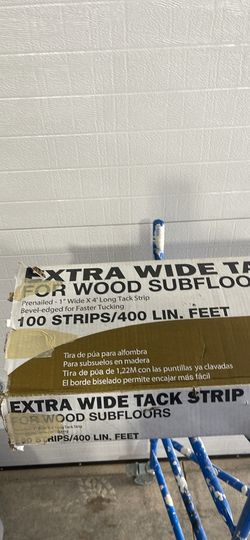 EXTRA WIDE TA
FOR WOOD SUBFLOO
Prenailed - 1" Wide X 4' Long Tack Strip
Bevel-edged for Faster Tucking
100 STRIPS/400 LIN. FEET
Tira de púa para alfombra
Para subsuelos en madera
Tira de púa de 1,22M con las puntillas ya clavadas
El borde biselado permite encajar más fácil
EXTRA WIDE TACK STRIP
FOR WOOD SUBFLOORS
100 STRIPS/400 LIN. FEET